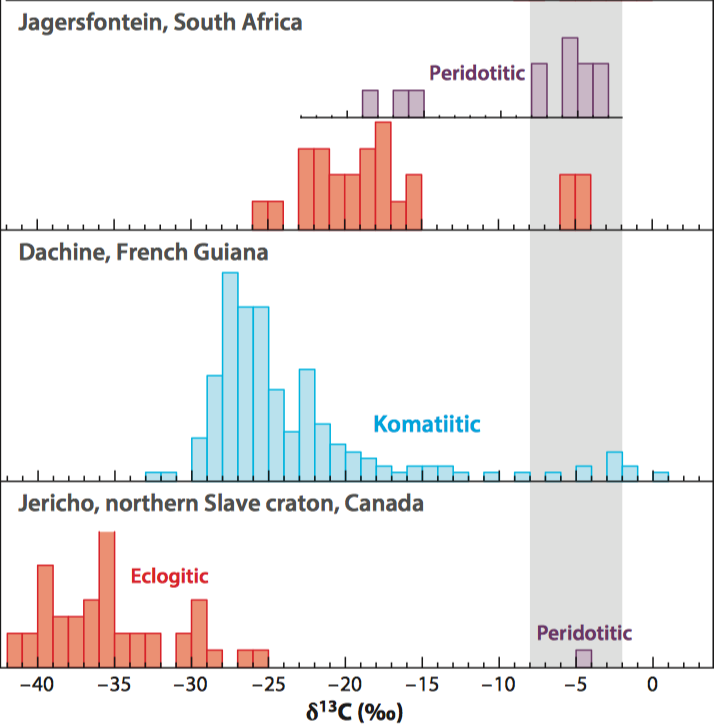 Jagersfontein, South Africa
Peridotitic
Dachine, French Guiana
Komatiitic
Jericho, northern Slave craton, Canada
Eclogitic
Peridotitic
−40 −35 −30 −25 −20 −15 −10 −5 0
δ¹³C (‰)